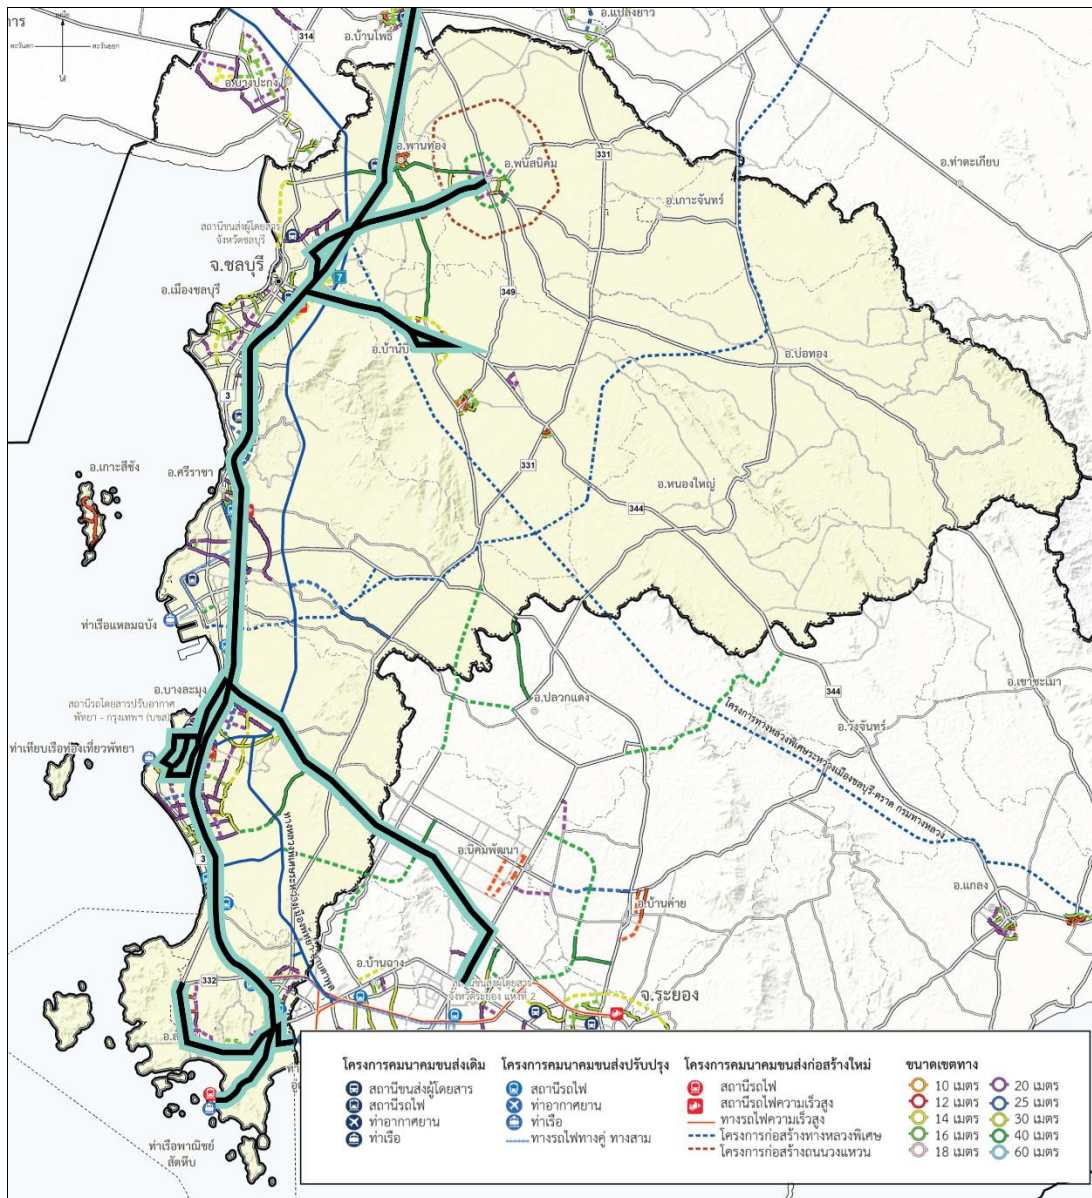 การ
เหนือ
ตะวันตก
ตะวันออก
ใต้
314
อ.บ้านโพธิ์
อ.แปลงยาว
อ.บางปะกง
อ.พานทอง
อ.พนัสนิคม
331
อ.ท่าตะเกียบ
อ.เกาะจันทร์
สถานีขนส่งผู้โดยสาร
จังหวัดชลบุรี
จ.ชลบุรี
7
349
อ.เมืองชลบุรี
อ.บ้านบึ
อ.บ่อทอง
3
อ.ศรีราชา
331
อ.เกาะสีชัง
อ.หนองใหญ่
344
ท่าเรือแหลมฉบัง
อ.บางละมุง
อ.ปลวกแดง
อ.เขาชะเมา
344
สถานีรถโดยสารปรับอากาศ
พัทยา - กรุงเทพฯ (บขส)
อ.วังจันทร์
ท่าเทียบเรือท่องเที่ยวพัทยา
โครงการทางหลวงพิเศษระหว่างเมืองชลบุรี-ตราด กรมทางหลวง
3
อ.นิคมพัฒนา
อ.แกลง
อ.บ้านค่าย
อ.บ้านฉาง
332
สถานีขนส่งผู้โดยสาร
จังหวัดระยอง แห่งที่ 2
จ.ระยอง
ท่าเรือพาณิชย์
สัตหีบ
โครงการคมนาคมขนส่งเดิม
สถานีขนส่งผู้โดยสาร
สถานีรถไฟ
ท่าอากาศยาน
ท่าเรือ
โครงการคมนาคมขนส่งปรับปรุง
สถานีรถไฟ
ท่าอากาศยาน
ท่าเรือ
ทางรถไฟทางคู่ ทางสาม
โครงการคมนาคมขนส่งก่อสร้างใหม่
สถานีรถไฟ
สถานีรถไฟความเร็วสูง
ทางรถไฟความเร็วสูง
โครงการก่อสร้างทางหลวงพิเศษ
โครงการก่อสร้างถนนวงแหวน
ขนาดเขตทาง
10 เมตร
12 เมตร
14 เมตร
16 เมตร
18 เมตร
20 เมตร
25 เมตร
30 เมตร
40 เมตร
60 เมตร